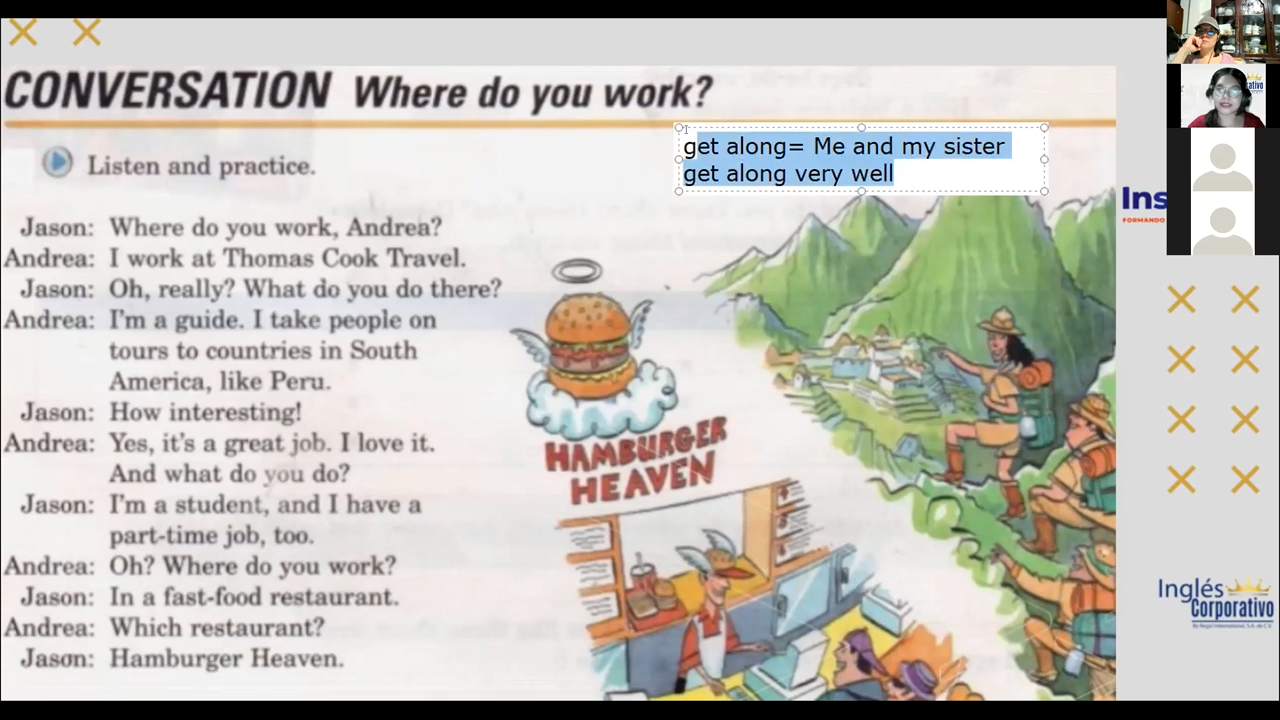 CONVERSATION Where do you work?
get along= Me and my sister
get along very well
Listen and practice.
Jason: Where do you work, Andrea?
Andrea: I work at Thomas Cook Travel.
Jason: Oh, really? What do you do there?
Andrea: I'm a guide. I take people on
tours to countries in South
America, like Peru.
Jason: How interesting!
Andrea: Yes, it's a great job. I love it.
And what do you do?
Jason: I'm a student, and I have a
part-time job, too.
Andrea: Oh? Where do you work?
Jason: In a fast-food restaurant.
Andrea: Which restaurant?
Jason: Hamburger Heaven.
HAMBURGER
HEAVEN
Ins
FORMANDO
Inglés
Corporativo